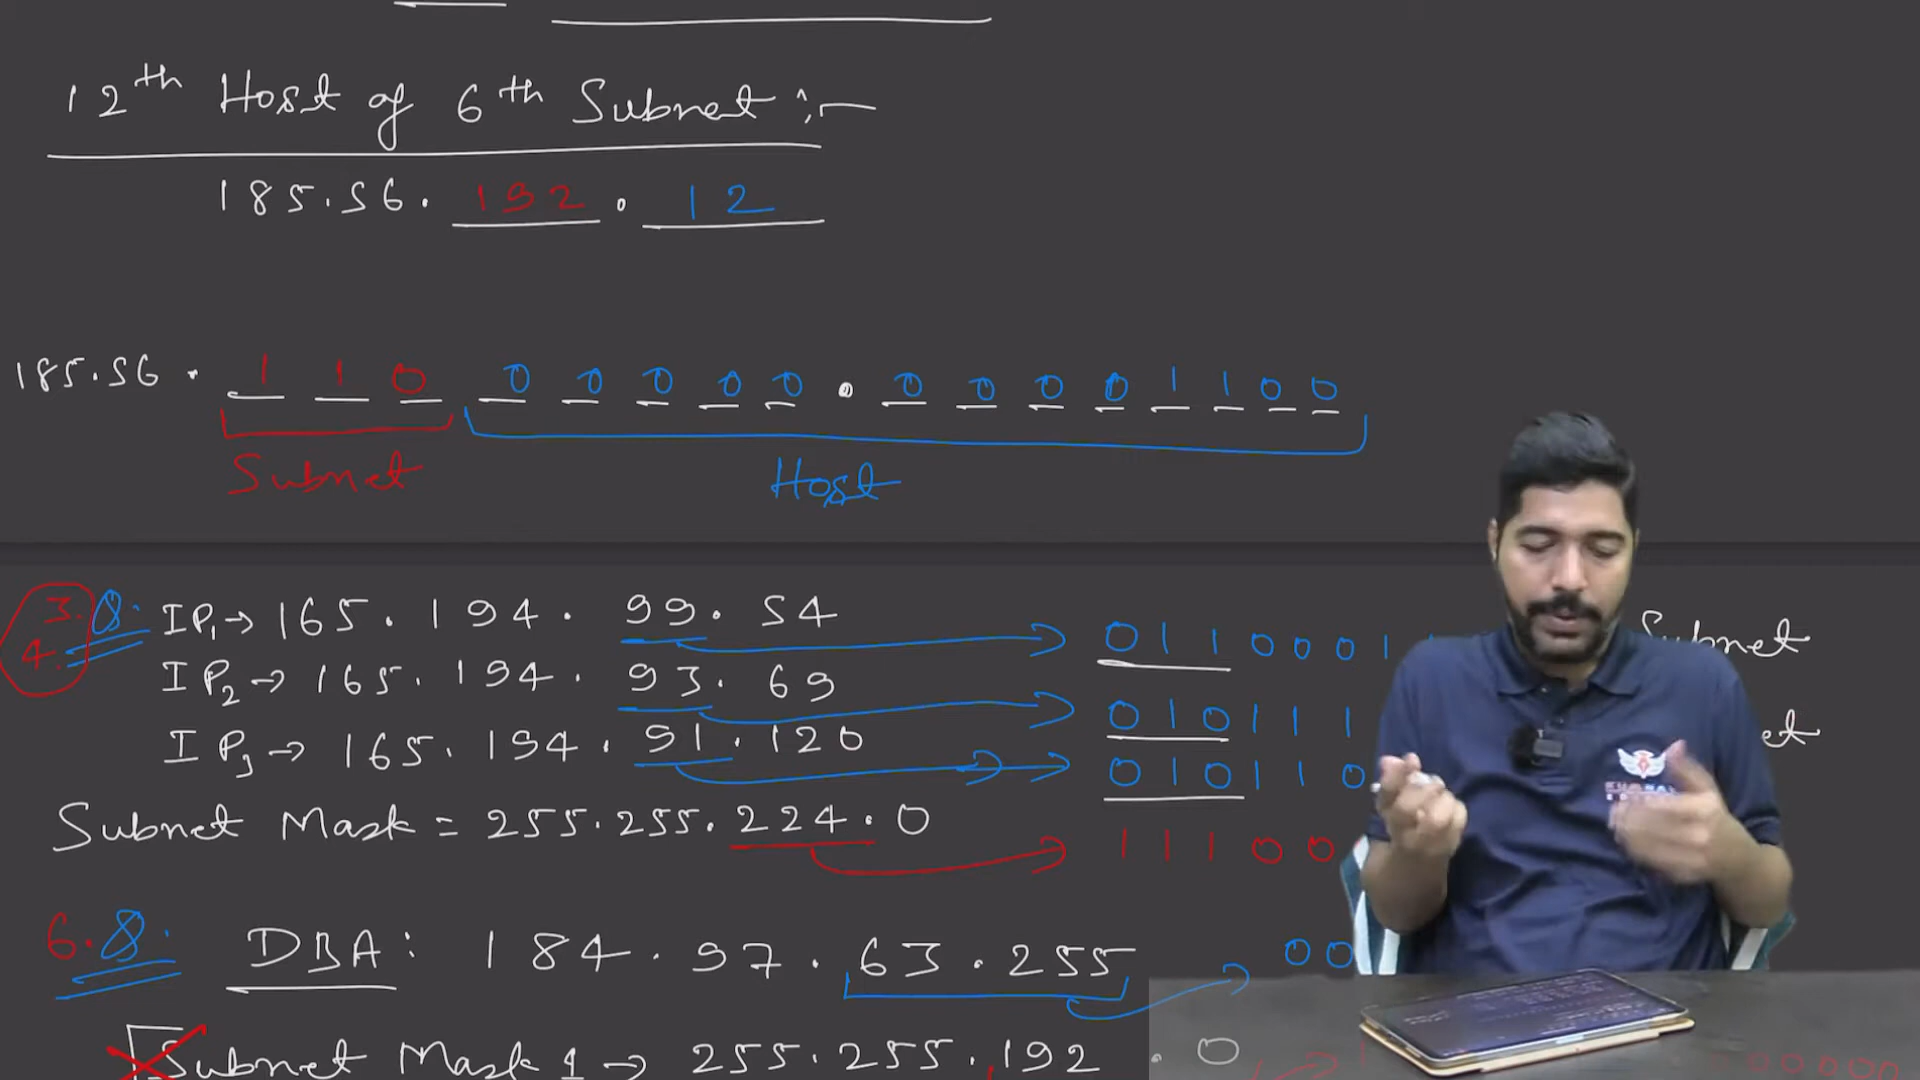 12th Host of 6th Subnet :-
185.56. 192 . 12
185.56 . 1 1 0 0 0 0 0 0 . 0 0 0 0 1 1 0 0
Subnet Host
3. 4. Q. IP1 → 165. 194. 99. 54 0 1 1 0 0 0 1 Subnet
IP2 → 165. 194. 93. 69 0 1 0 1 1 1
IP3 → 165. 194. 91. 120 0 1 0 1 1 0
Subnet Mask = 255.255.224.0 1 1 1 0 0
6. Q. DBA: 184.97.63.255 0 0
Subnet Mask 1 → 255.255.192.0